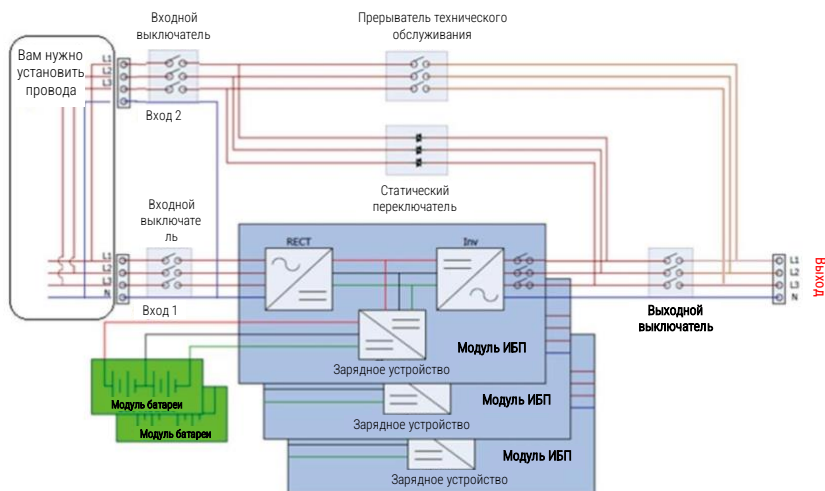 Входной
выключатель
Прерыватель технического
обслуживания
Вам нужно
установить
провода
L1
L2
L3
Вход 2
Статический
переключатель
Входной
выключате
ль
RECT
Inv
L1
L2
L3
N
Вход 1
L1
L2
L3
N
Выход
Выходной
выключатель
Модуль ИБП
Зарядное устройство
Модуль батареи
Модуль ИБП
Зарядное устройство
Модуль батареи
Модуль ИБП
Зарядное устройство